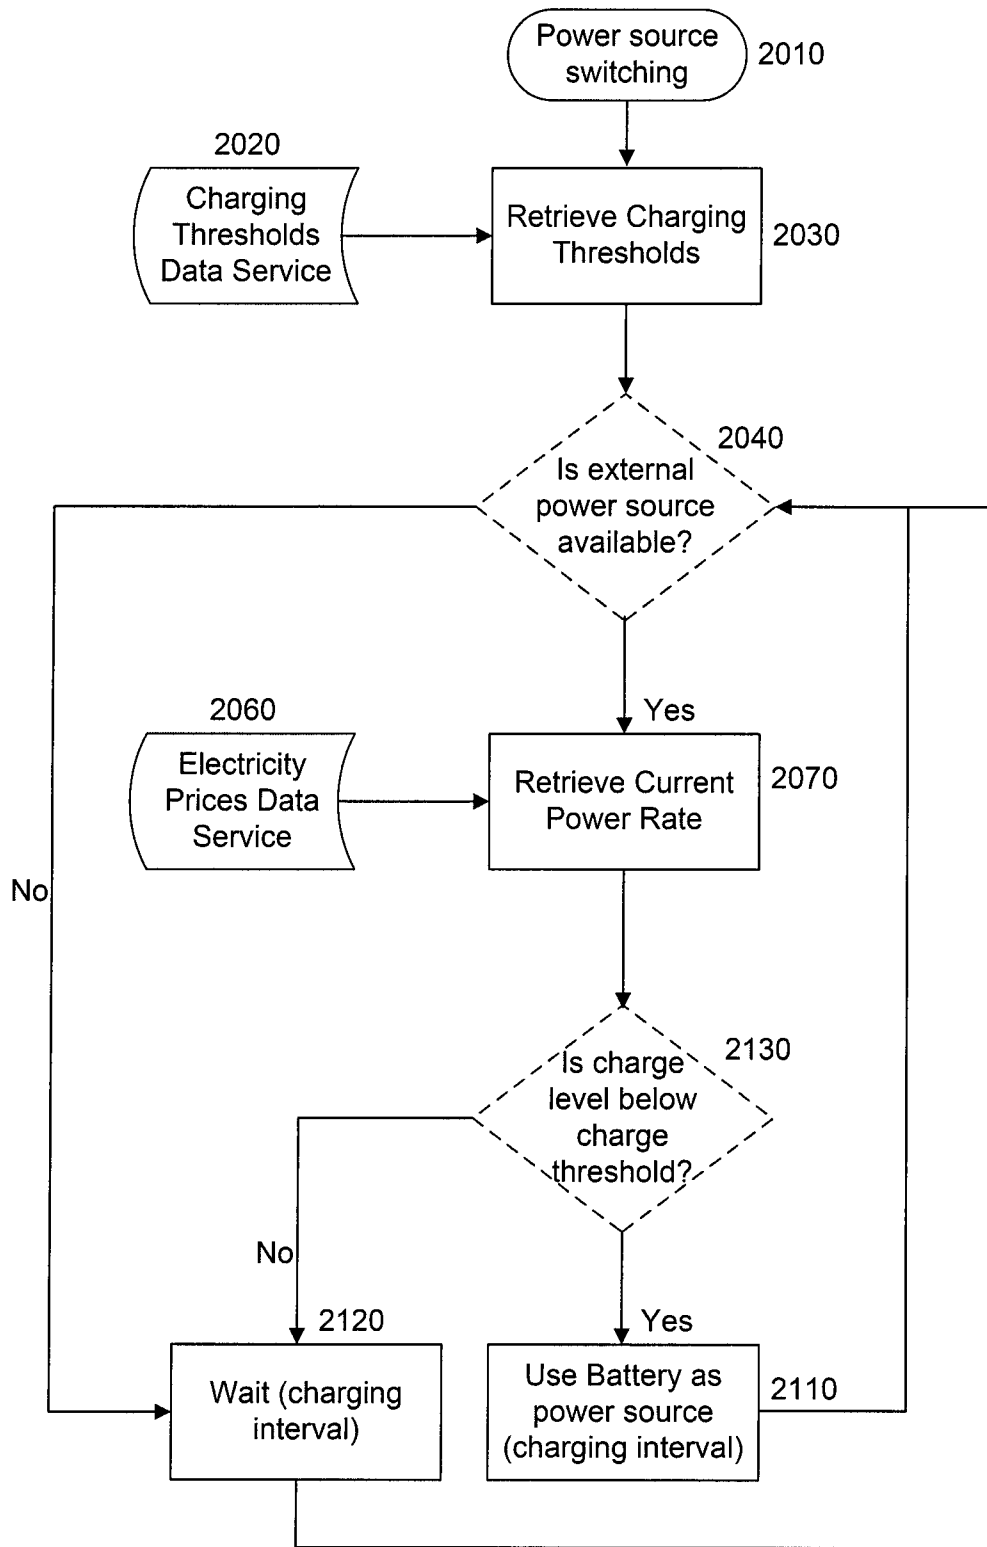 Power source
switching
2010
2020
Charging
Thresholds
Data Service
Retrieve Charging
Thresholds
2030
2040
Is external
power source
available?
Yes
2060
Electricity
Prices Data
Service
Retrieve Current
Power Rate
2070
No
2130
Is charge
level below
charge
threshold?
No
Yes
2120
Wait (charging
interval)
Use Battery as
power source
(charging interval)
2110